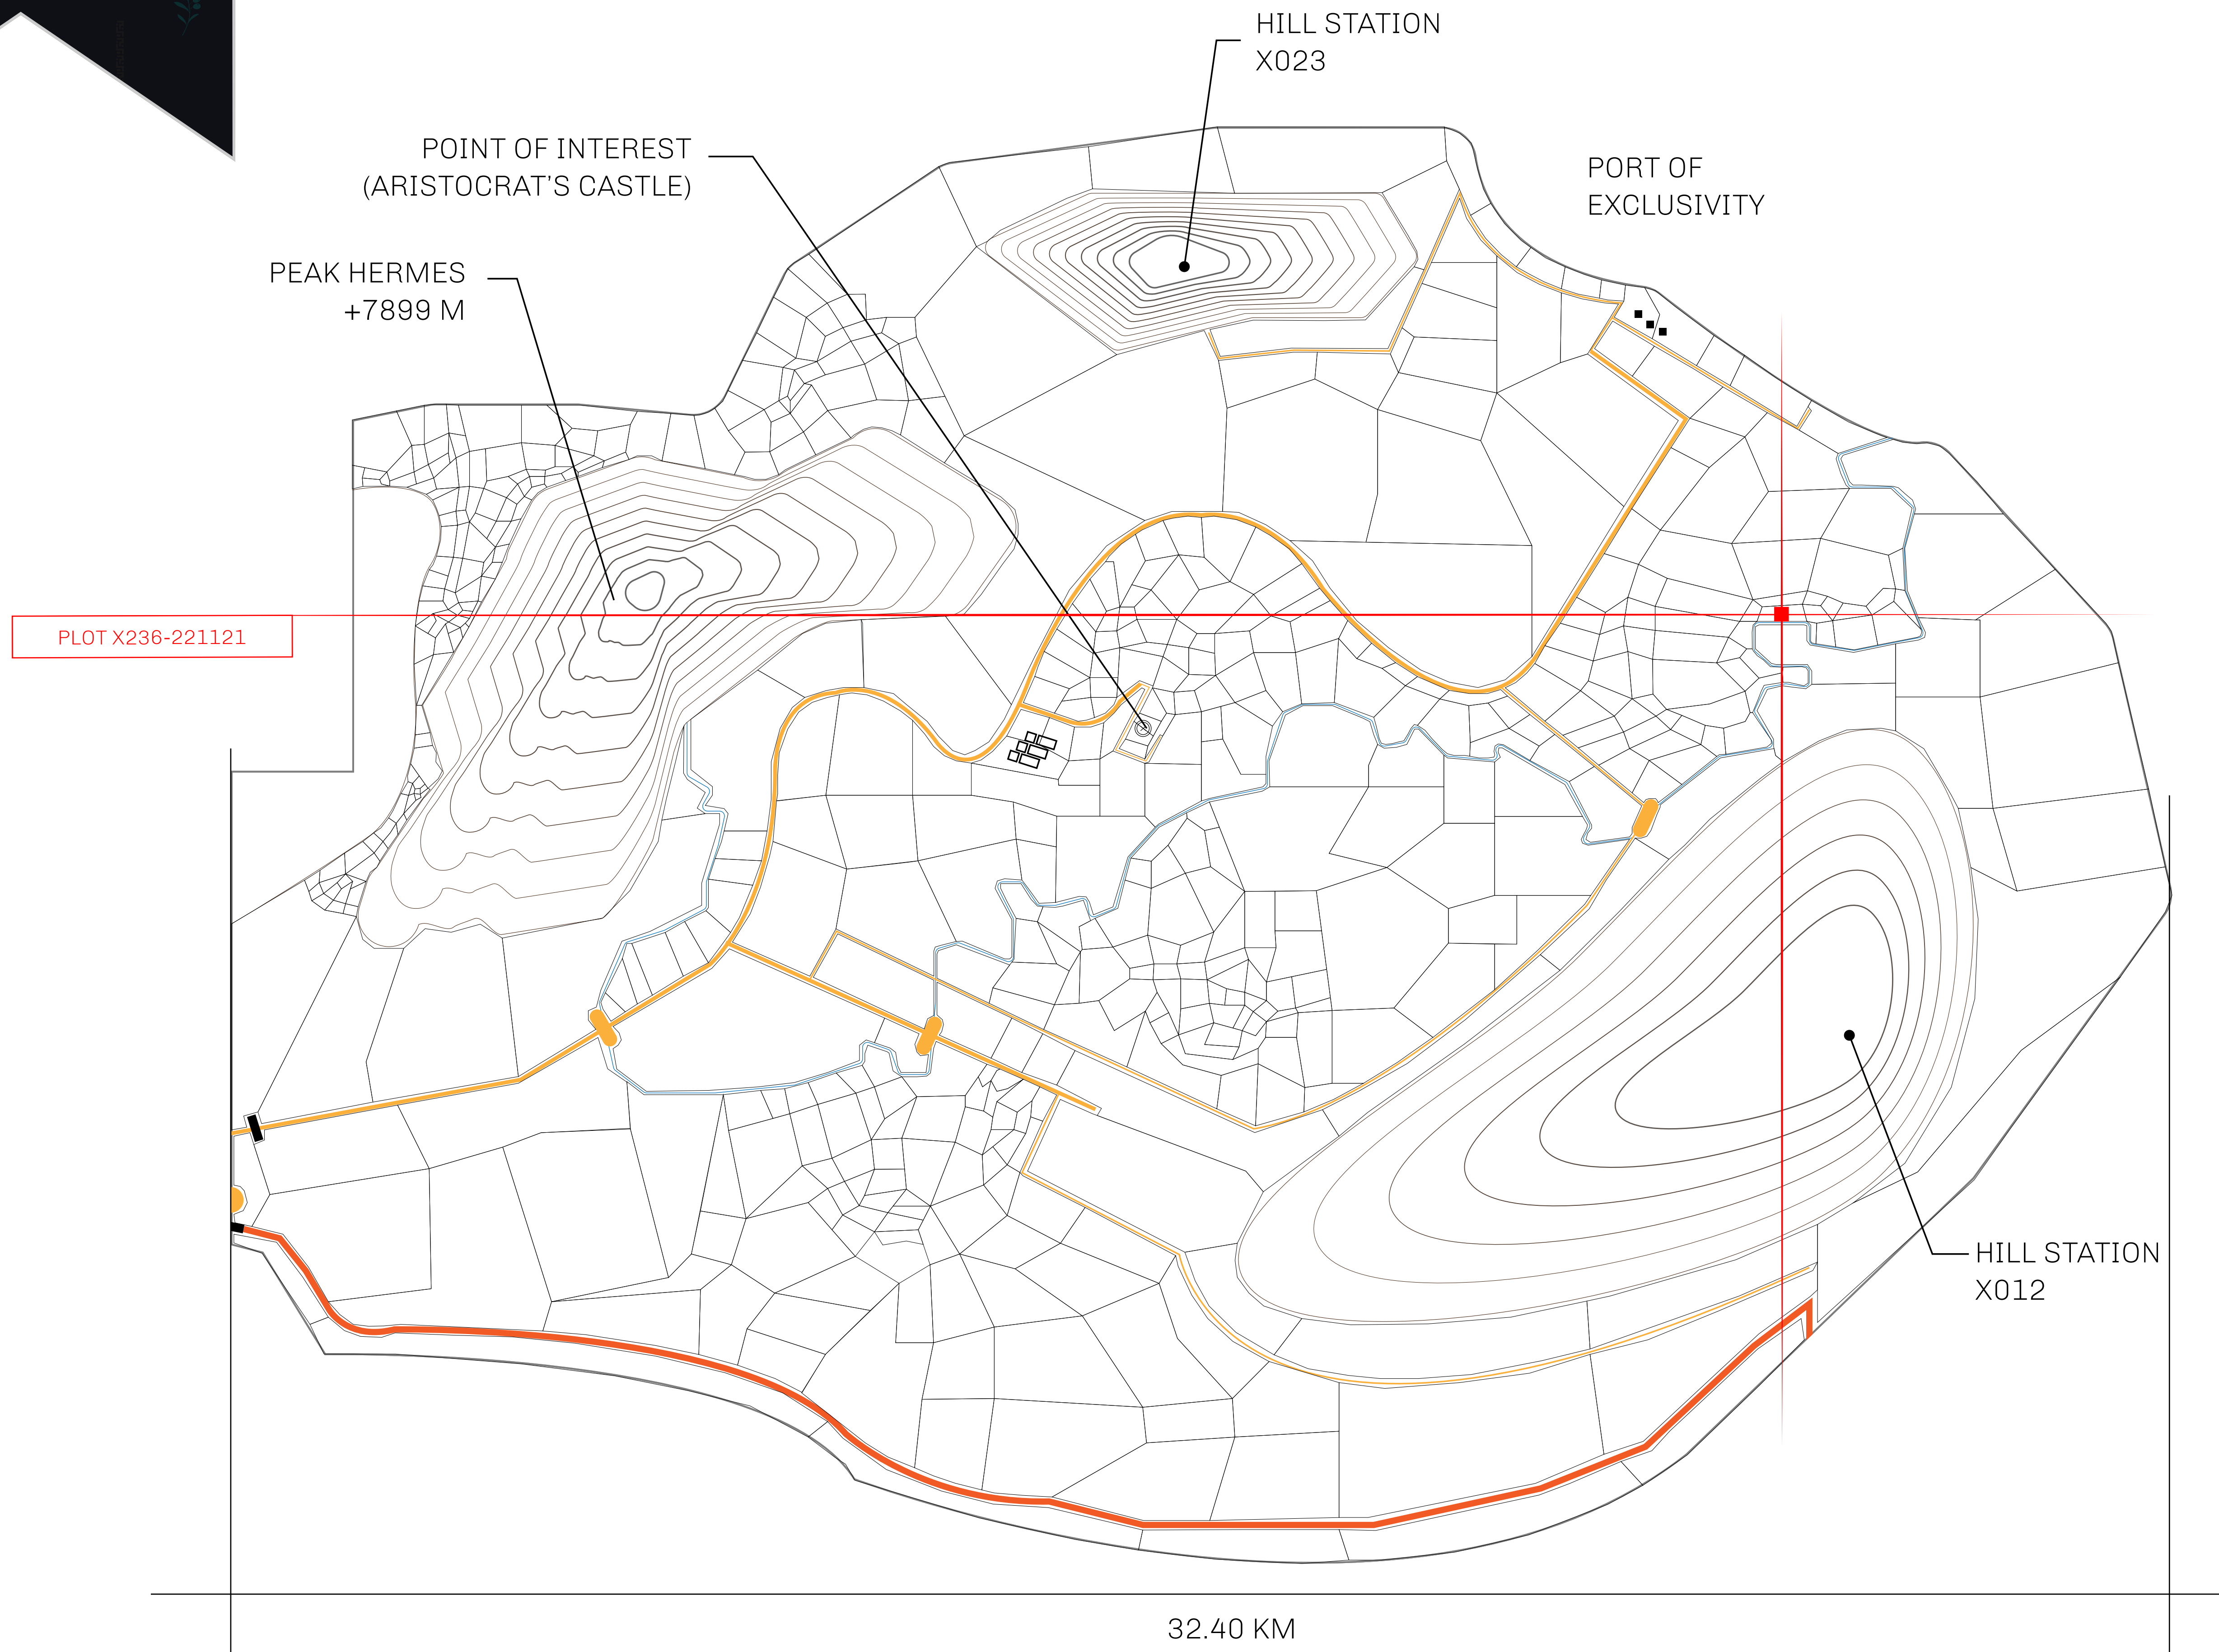 HILL STATION
X023
POINT OF INTEREST
(ARISTOCRAT'S CASTLE)
PORT OF
EXCLUSIVITY
PEAK HERMES
+7899 M
PLOT X236-221121
HILL STATION
X012
32.40 KM